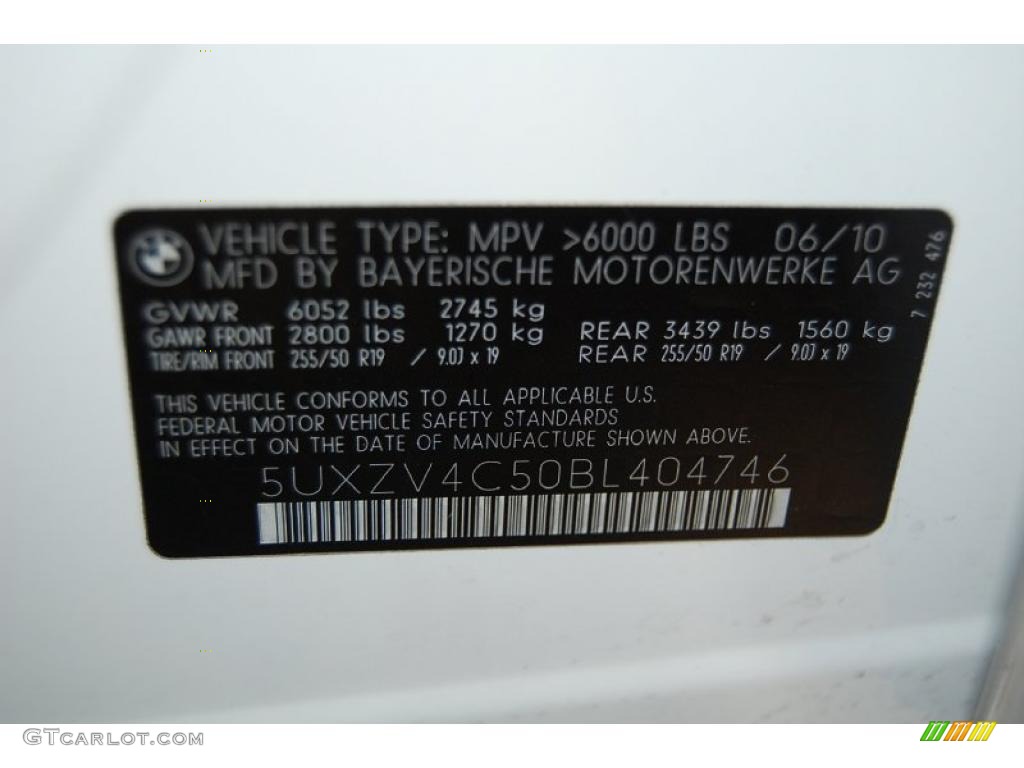 VEHICLE TYPE: MPV >6000 LBS 06/10
MFD BY BAYERISCHE MOTORENWERKE AG
GVWR 6052 lbs 2745 kg
GAWR FRONT 2800 lbs 1270 kg REAR 3439 lbs 1560 kg
TIRE/RIM FRONT 255/50 R19 / 9.0J x 19 REAR 255/50 R19 / 9.0J x 19
7 232 476
THIS VEHICLE CONFORMS TO ALL APPLICABLE U.S.
FEDERAL MOTOR VEHICLE SAFETY STANDARDS
IN EFFECT ON THE DATE OF MANUFACTURE SHOWN ABOVE.
5UXZV4C50BL404746
GTCarlot.com